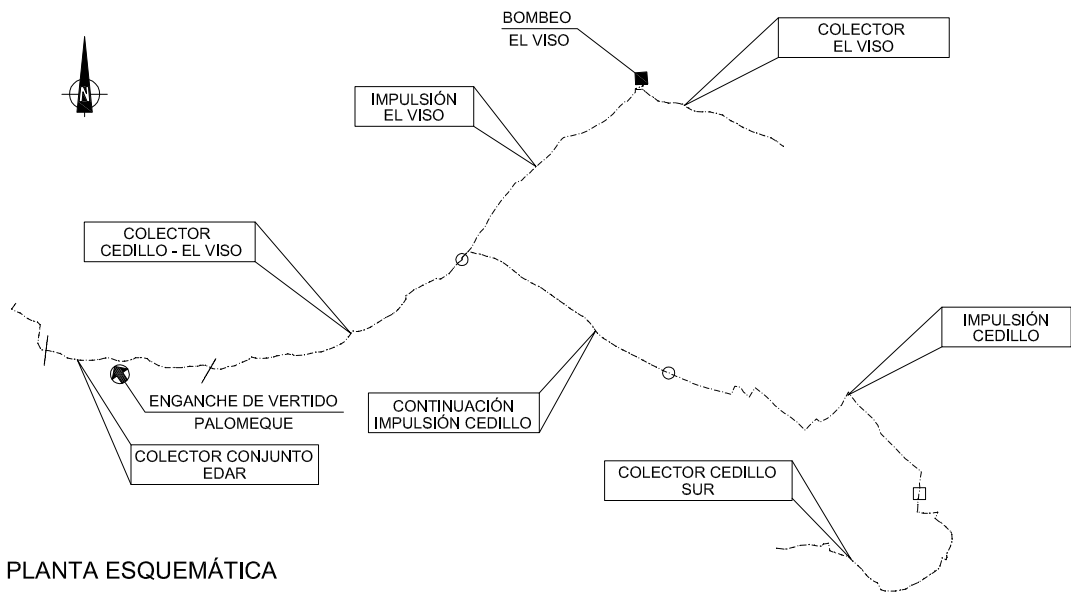 BOMBEO
EL VISO
COLECTOR
EL VISO
N
IMPULSIÓN
EL VISO
COLECTOR
CEDILLO - EL VISO
IMPULSIÓN
CEDILLO
ENGANCHE DE VERTIDO
PALOMEQUE
CONTINUACIÓN
IMPULSIÓN CEDILLO
COLECTOR CONJUNTO
EDAR
COLECTOR CEDILLO
SUR
PLANTA ESQUEMÁTICA